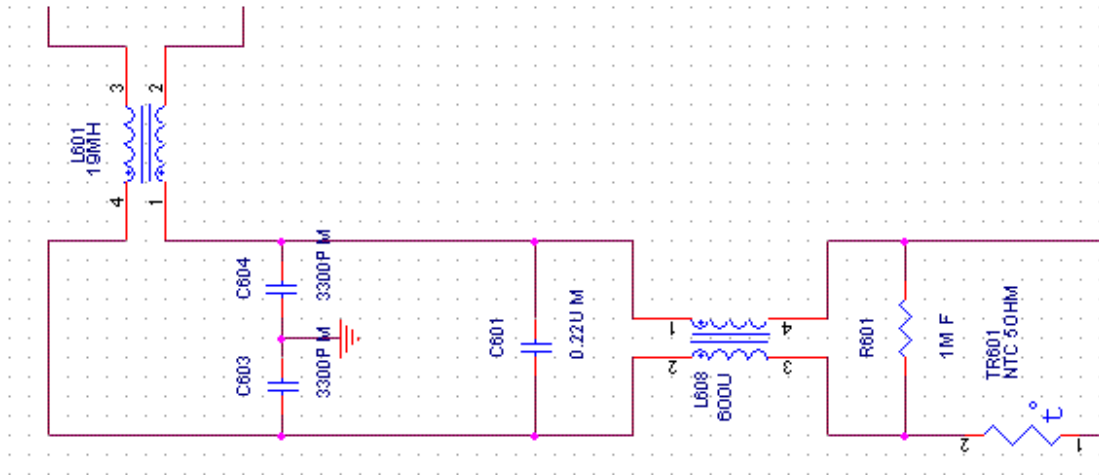 3
2
L601
19MH
4
1
C604
3300P M
C603
3300P M
C601
0.22U M
1
4
2
3
L608
600U
R601
1M F
TR601
NTC 5OHM
t
2
1